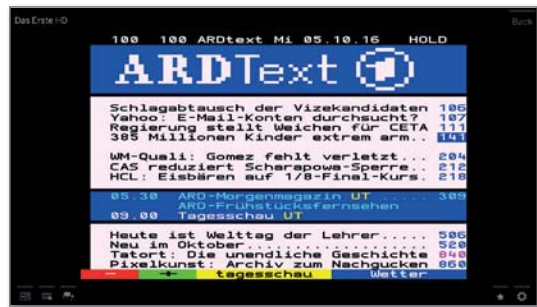 Das Erste HD
Back
100 100 ARDtext Mi 05.10.16 HOLD
ARDText 1
Schlagabtausch der Vizekandidaten 106
Yahoo: E-Mail-Konten durchsucht? 107
Regierung stellt Weichen für CETA 111
385 Millionen Kinder extrem arm.. 141
WM-Quali: Gomez fehlt verletzt... 204
CAS reduziert Scharapowa-Sperre.. 212
HCL: Eisbären auf 1/8-Final-Kurs. 218
05.30 ARD-Morgenmagazin UT ..... 309
ARD-Frühstücksfernsehen
09.00 Tagesschau UT
Heute ist Welttag der Lehrer..... 506
Neu im Oktober................... 520
Tatort: Die unendliche Geschichte 840
Pixelkunst: Archiv zum Nachgucken 860
- + tagesschau Wetter